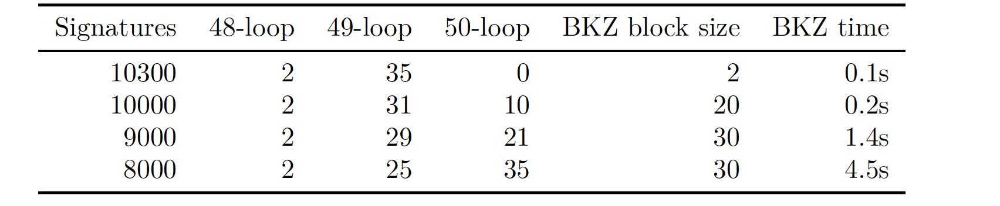 Signatures 48-loop 49-loop 50-loop BKZ block size BKZ time
10300 2 35 0 2 0.1s
10000 2 31 10 20 0.2s
9000 2 29 21 30 1.4s
8000 2 25 35 30 4.5s